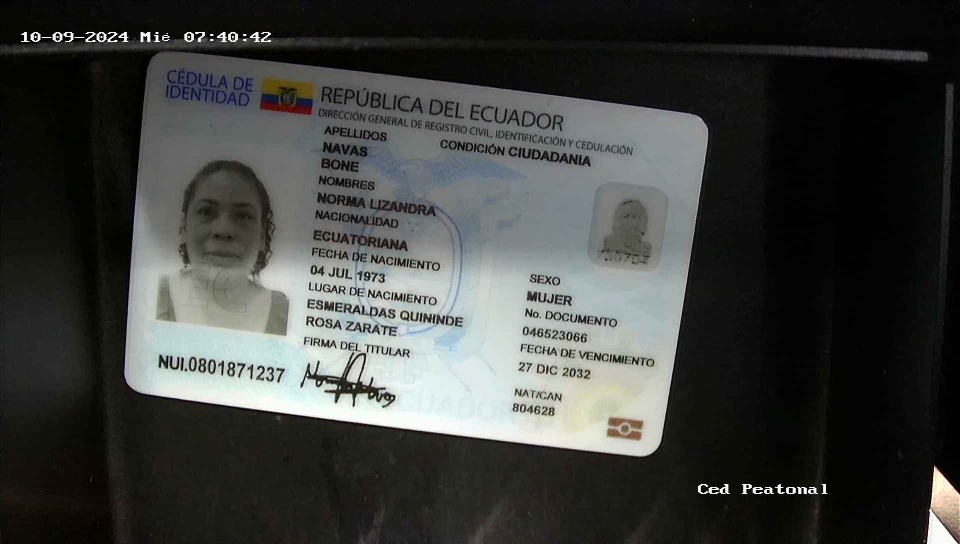 10-09-2024 Mié 07:40:42
CÉDULA DE
IDENTIDAD
REPÚBLICA DEL ECUADOR
DIRECCIÓN GENERAL DE REGISTRO CIVIL, IDENTIFICACIÓN Y CEDULACIÓN
APELLIDOS
CONDICIÓN CIUDADANIA
NAVAS
BONE
NOMBRES
NORMA LIZANDRA
NACIONALIDAD
ECUATORIANA
FECHA DE NACIMIENTO
04 JUL 1973
LUGAR DE NACIMIENTO
ESMERALDAS QUININDE
ROSA ZARATE
FIRMA DEL TITULAR
SEXO
MUJER
No. DOCUMENTO
046523066
FECHA DE VENCIMIENTO
27 DIC 2032
NAT/CAN
804628
NUI.0801871237
Ced Peatonal